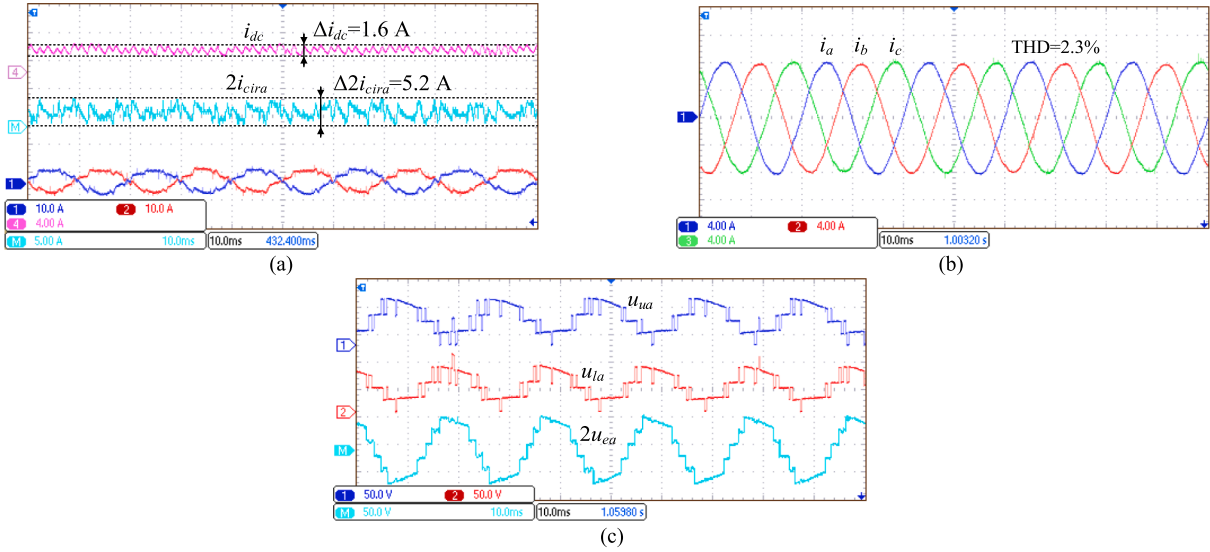 i_dc Δi_dc=1.6 A
4
2i_cira Δ2i_cira=5.2 A
M
1
1 10.0 A 2 10.0 A
4 4.00 A
M 5.00 A 10.0ms 10.0ms 432.400ms
(a)
i_a i_b i_c THD=2.3%
1
1 4.00 A 2 4.00 A
3 4.00 A 10.0ms 1.00320 s
(b)
u_ua
1
u_la
2
2u_ea
M
1 50.0 V 2 50.0 V
M 50.0 V 10.0ms 10.0ms 1.05980 s
(c)